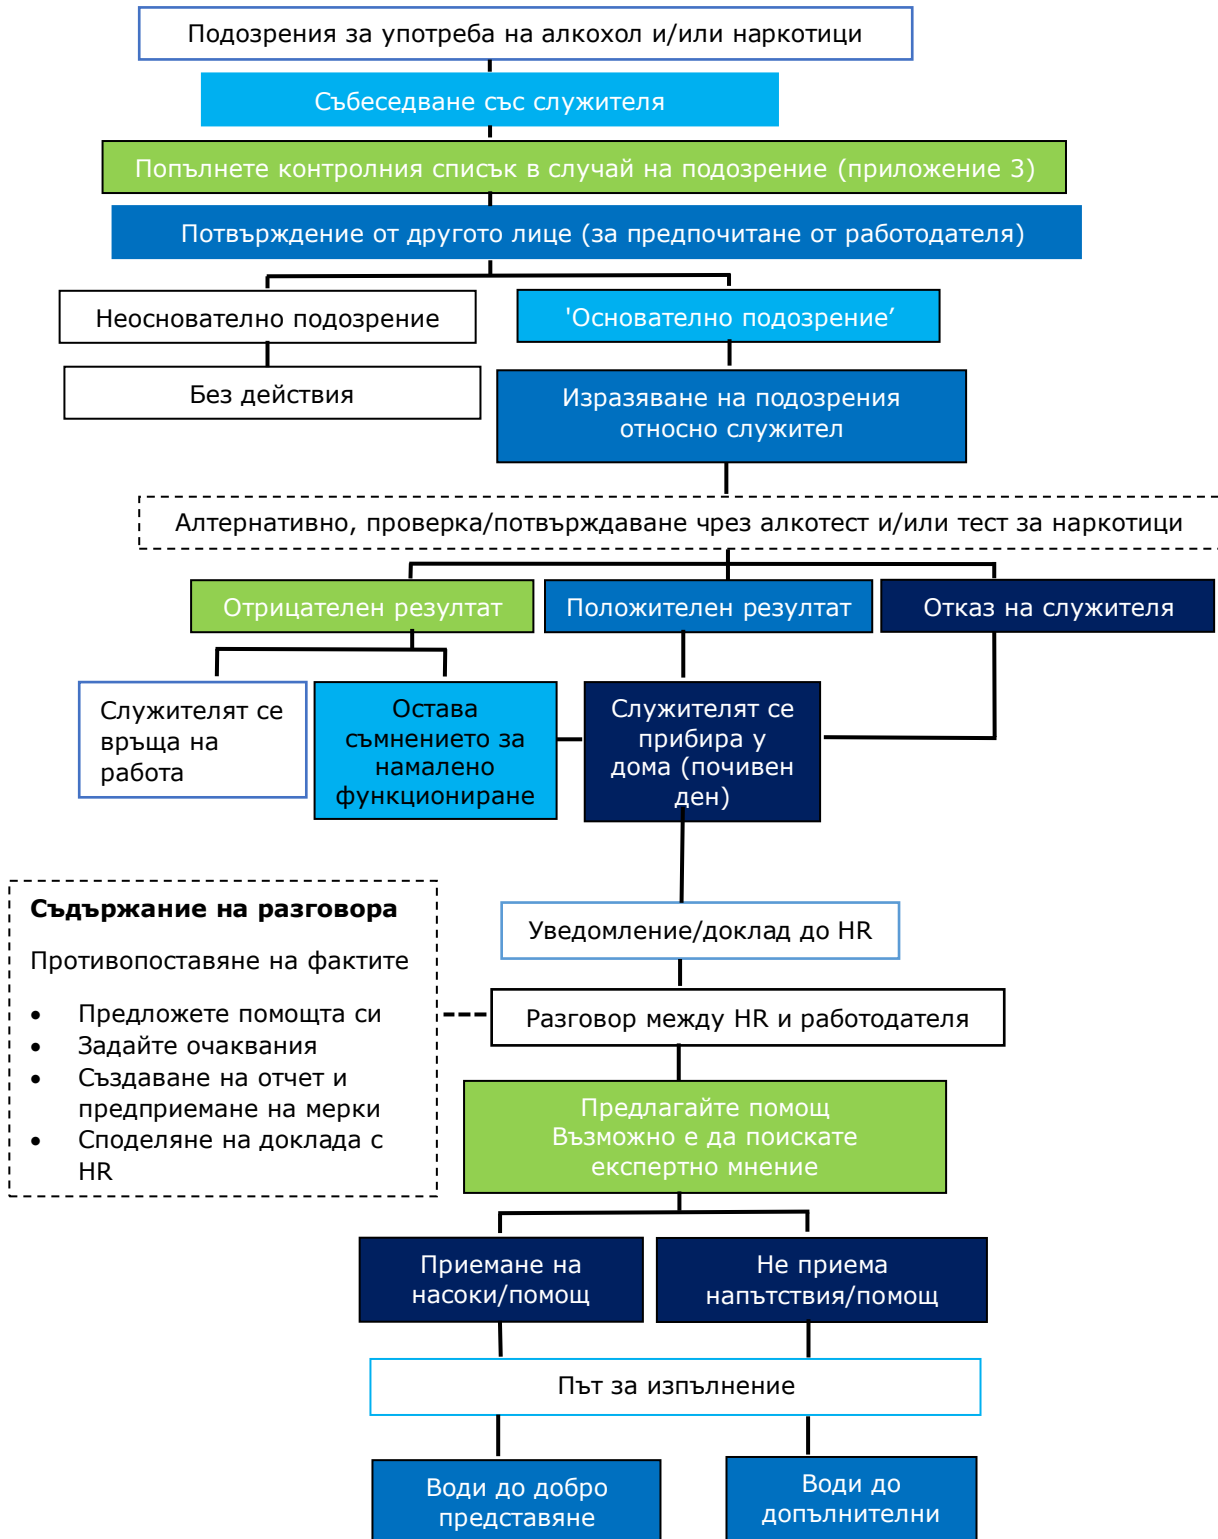 Подозрения за употреба на алкохол и/или наркотици
Събеседване със служителя
Попълнете контролния списък в случай на подозрение (приложение 3)
Потвърждение от другото лице (за предпочитане от работодателя)
Неоснователно подозрение
'Основателно подозрение’
Без действия
Изразяване на подозрения
относно служител
Алтернативно, проверка/потвърждаване чрез алкотест и/или тест за наркотици
Отрицателен резултат
Положителен резултат
Отказ на служителя
Служителят се
връща на
работа
Остава
съмнението за
намалено
функциониране
Служителят се
прибира у
дома (почивен
ден)
Уведомление/доклад до HR
Съдържание на разговора
Противопоставяне на фактите
• Предложете помощта си
• Задайте очаквания
• Създаване на отчет и
предприемане на мерки
• Споделяне на доклада с
HR
Разговор между HR и работодателя
Предлагайте помощ
Възможно е да поискате
експертно мнение
Приемане на
насоки/помощ
Не приема
напътствия/помощ
Път за изпълнение
Води до добро
представяне
Води до
допълнителни